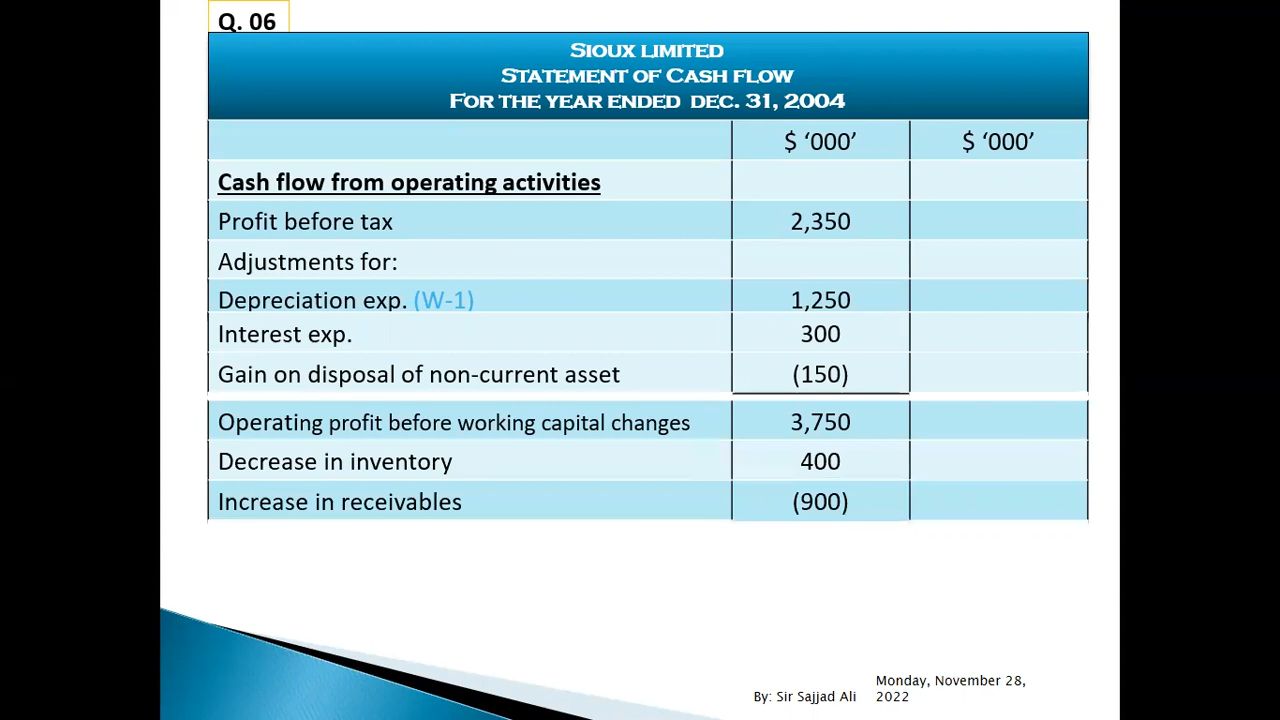 Q. 06
SIOUX LIMITED
STATEMENT OF CASH FLOW
FOR THE YEAR ENDED DEC. 31, 2004
$ ‘000’ $ ‘000’
Cash flow from operating activities
Profit before tax 2,350
Adjustments for:
Depreciation exp. (W-1) 1,250
Interest exp. 300
Gain on disposal of non-current asset (150)
Operating profit before working capital changes 3,750
Decrease in inventory 400
Increase in receivables (900)
By: Sir Sajjad Ali
Monday, November 28,
2022